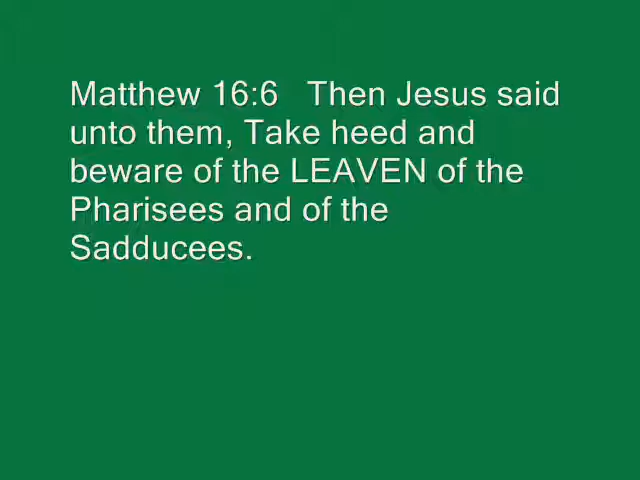 Matthew 16:6   Then Jesus said
unto them, Take heed and
beware of the LEAVEN of the
Pharisees and of the
Sadducees.